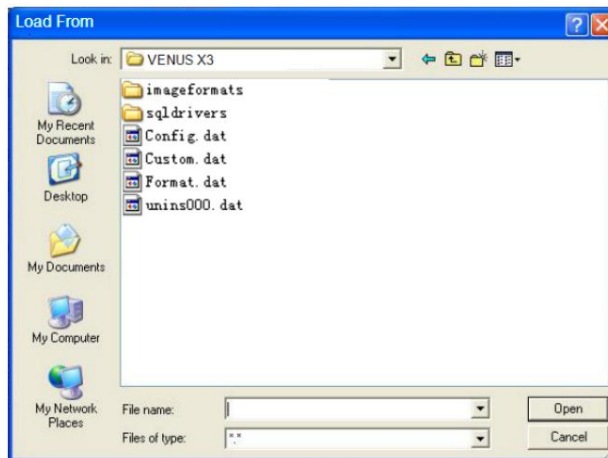 Load From
Look in: VENUS X3
My Recent
Documents
Desktop
My Documents
My Computer
My Network
Places
imageformats
sqldrivers
Config.dat
Custom.dat
Format.dat
unins000.dat
File name:
Open
Files of type: *.*
Cancel